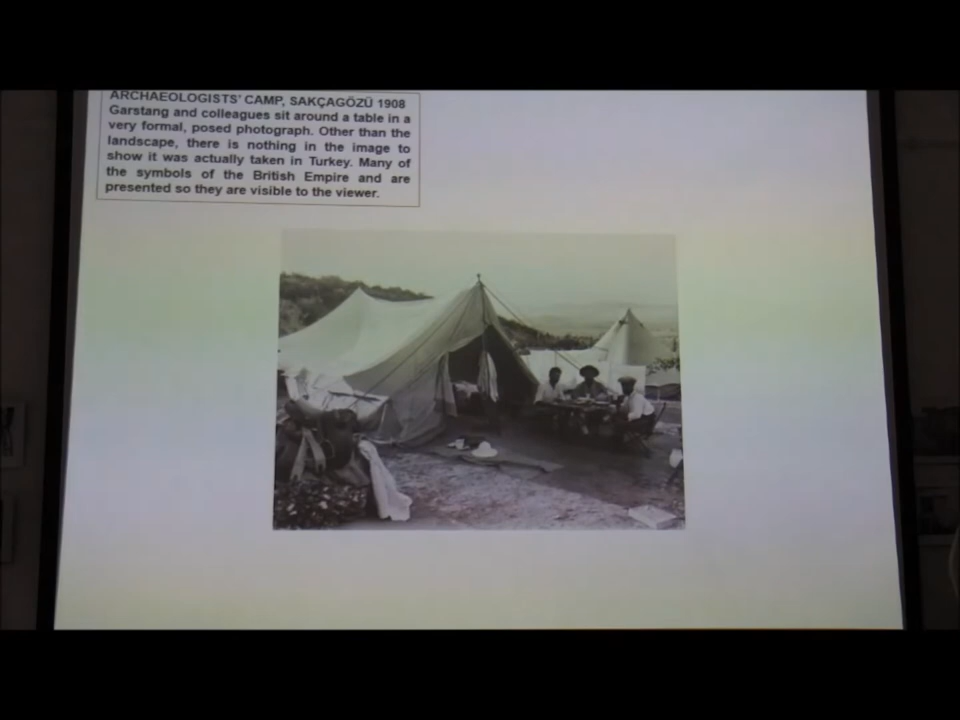 ARCHAEOLOGISTS' CAMP, SAKÇAGÖZÜ 1908
Garstang and colleagues sit around a table in a
very formal, posed photograph. Other than the
landscape, there is nothing in the image to
show it was actually taken in Turkey. Many of
the symbols of the British Empire and are
presented so they are visible to the viewer.